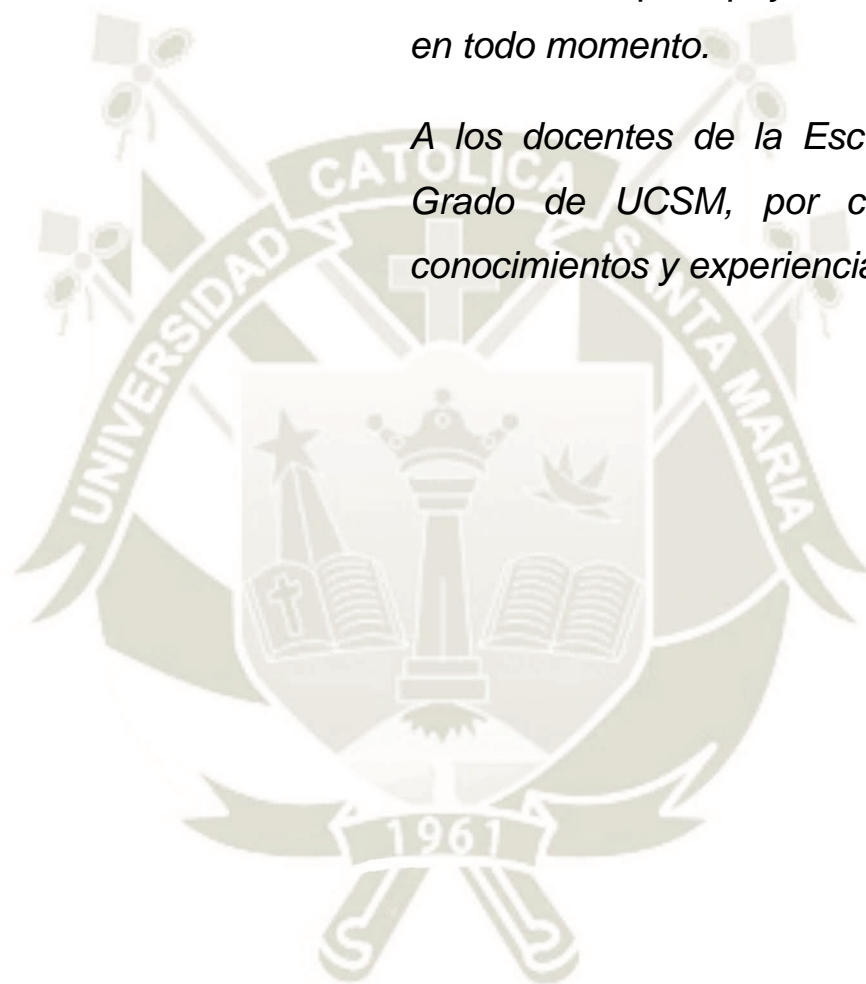 en todo momento.
A los docentes de la Esc
Grado de UCSM, por
conocimientos y experiencia
UNIVERSIDAD
CATOLICA
SANTA MARIA
1961